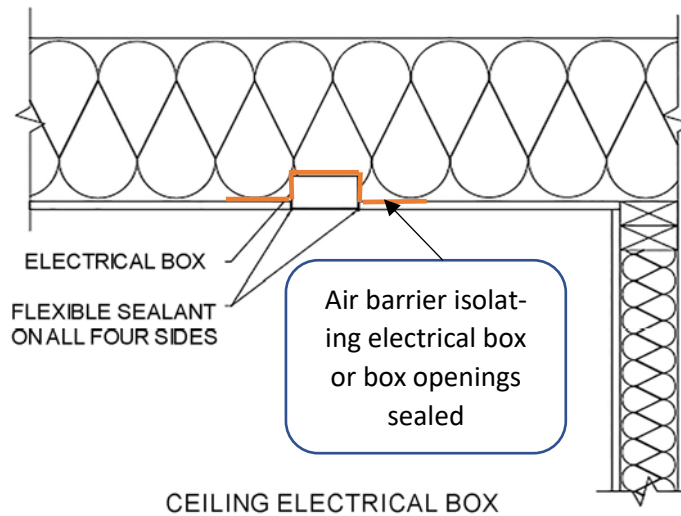 ELECTRICAL BOX
FLEXIBLE SEALANT
ON ALL FOUR SIDES
Air barrier isolat-
ing electrical box
or box openings
sealed
CEILING ELECTRICAL BOX